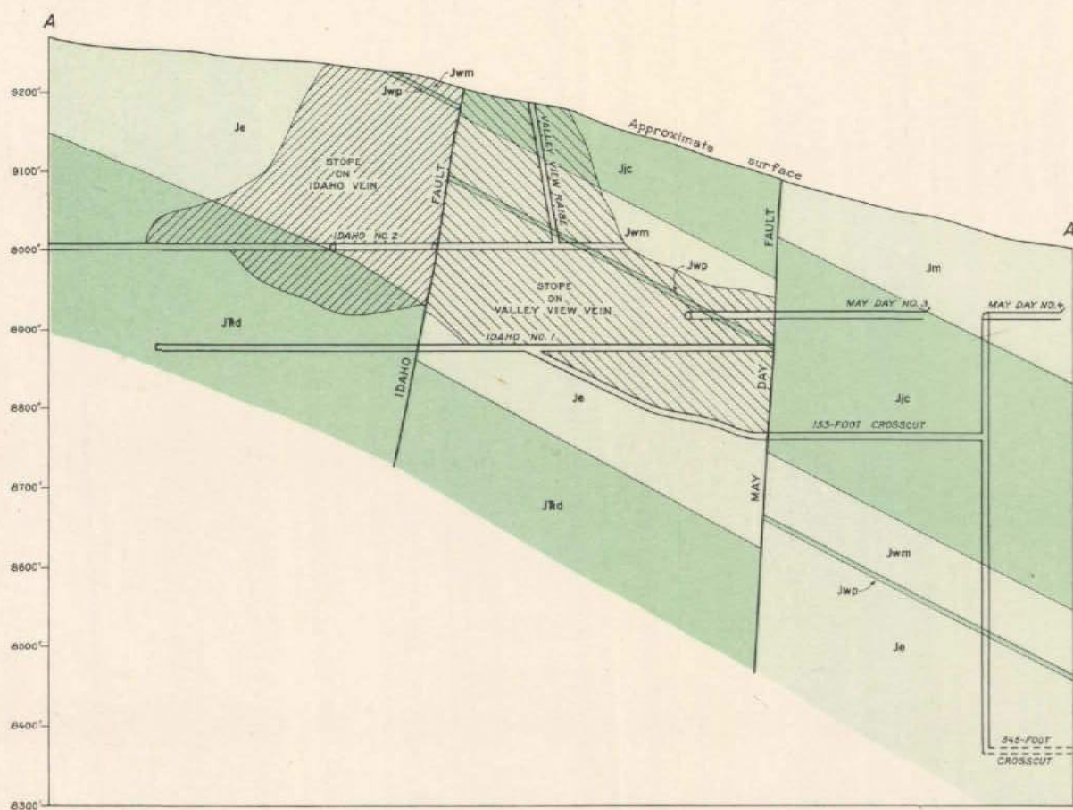 A
A
9200'
9100'
9000'
8900'
8800'
8700'
8600'
8500'
8400'
8300'
Jwm
Jwp
Je
STOPE
ON
IDAHO VEIN
FAULT
IDAHO
VALLEY VIEW RAISE
Approximate surface
Jjc
FAULT
DAY
MAY
IDAHO NO. 2
Jwm
Jwp
Jm
STOPE
ON
VALLEY VIEW VEIN
MAY DAY NO. 3
MAY DAY NO. 4
JTrd
IDAHO NO. 1
Je
Jjc
153-FOOT CROSSCUT
JTrd
Jwm
Jwp
Je
CROSSCUT